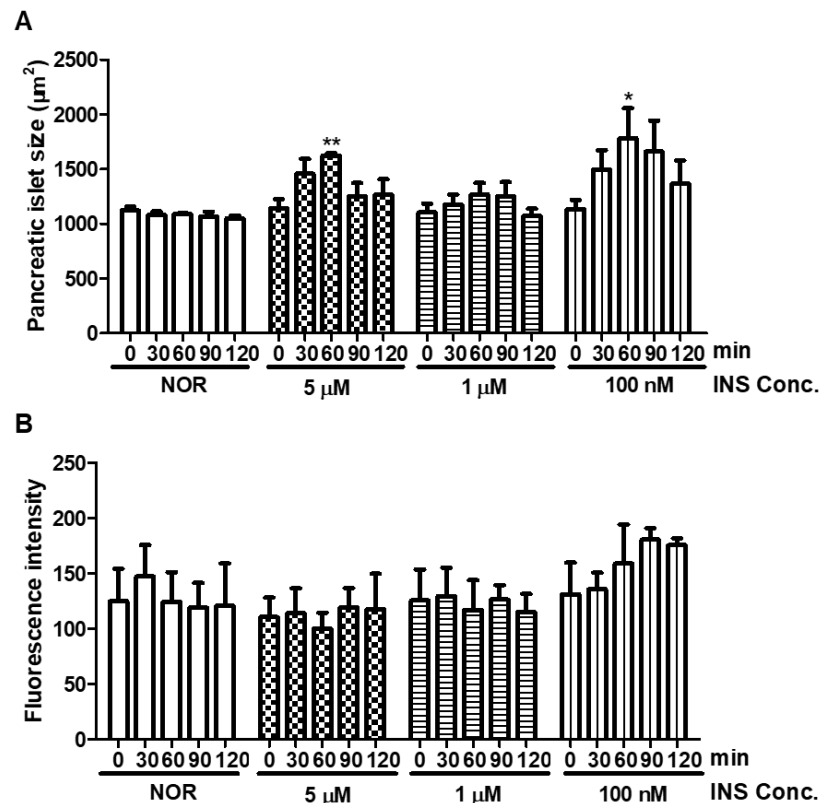 A
Pancreatic islet size (μm²)
2500
2000
1500
1000
500
0
**
*
0 30 60 90 120 0 30 60 90 120 0 30 60 90 120 0 30 60 90 120 min
NOR 5 μM 1 μM 100 nM INS Conc.
B
Fluorescence intensity
250
200
150
100
50
0
0 30 60 90 120 0 30 60 90 120 0 30 60 90 120 0 30 60 90 120 min
NOR 5 μM 1 μM 100 nM INS Conc.